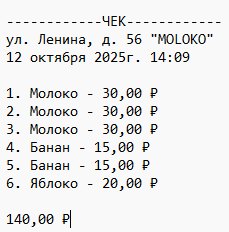 ------------ЧЕК------------
ул. Ленина, д. 56 "MOLOKO"
12 октября 2025г. 14:09
1. Молоко - 30,00 ₽
2. Молоко - 30,00 ₽
3. Молоко - 30,00 ₽
4. Банан - 15,00 ₽
5. Банан - 15,00 ₽
6. Яблоко - 20,00 ₽
140,00 ₽